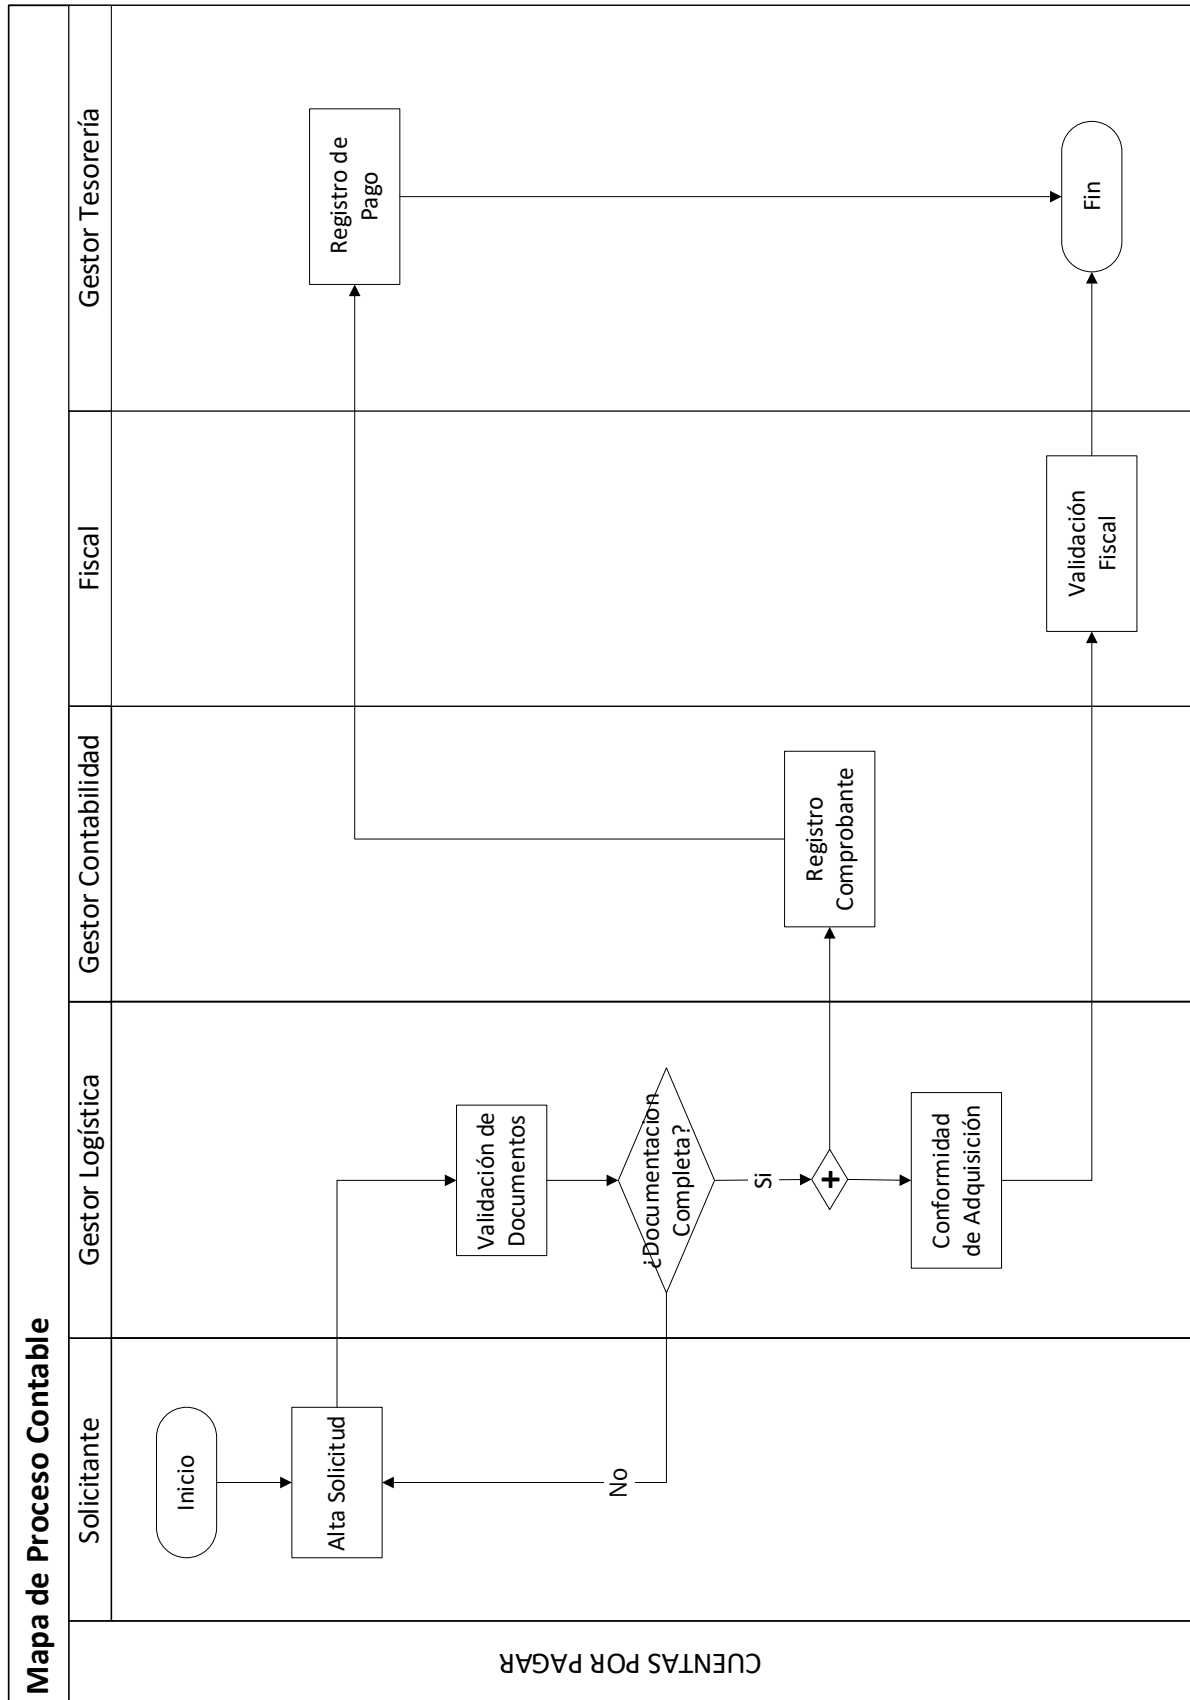 Mapa de Proceso Contable
Solicitante
Gestor Logística
Gestor Contabilidad
Fiscal
Gestor Tesorería
CUENTAS POR PAGAR
Inicio
Alta Solicitud
Validación de
Documentos
¿Documentacion
Completa?
No
Si
Registro
Comprobante
Conformidad
de Adquisición
Registro de
Pago
Validación
Fiscal
Fin